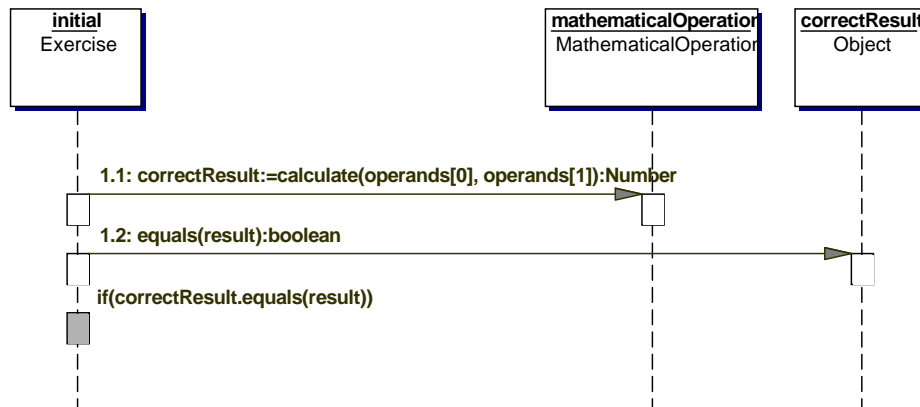 initial
Exercise
mathematicalOperation
MathematicalOperation
correctResult
Object
1.1: correctResult:=calculate(operands[0], operands[1]):Number
1.2: equals(result):boolean
if(correctResult.equals(result))